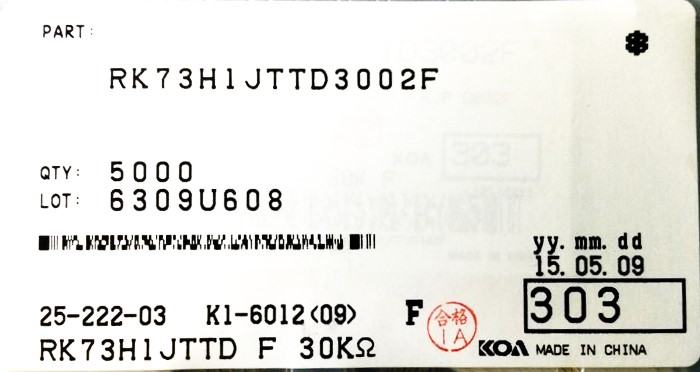 PART:
RK73H1JTTD3002F
QTY: 5000
LOT: 6309U608
yy. mm. dd
15. 05. 09
303
25-222-03 K1-6012<09> F
合格
1A
RK73H1JTTD F 30KΩ
KOA MADE IN CHINA